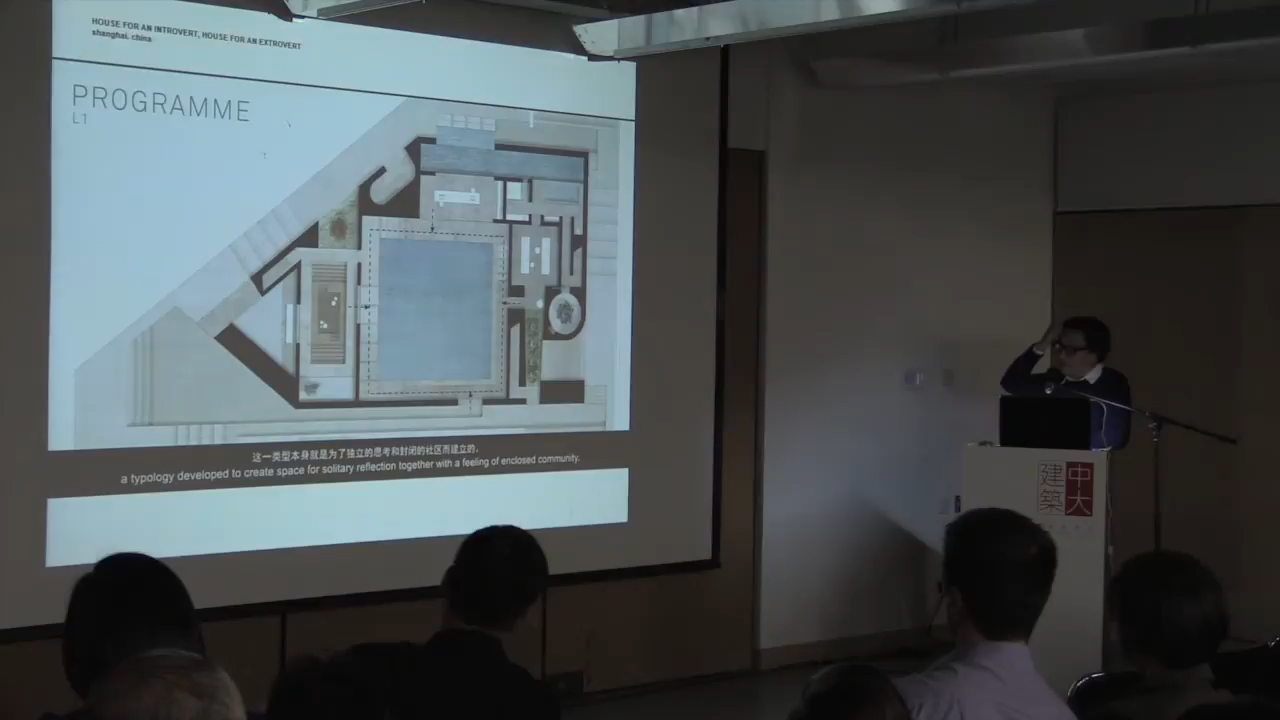 HOUSE FOR AN INTROVERT, HOUSE FOR AN EXTROVERT
shanghai. china
PROGRAMME
L1
这一类型本身就是为了独立的思考和封闭的社区而建立的。
a typology developed to create space for solitary reflection together with a feeling of enclosed community.
建 中
築 大